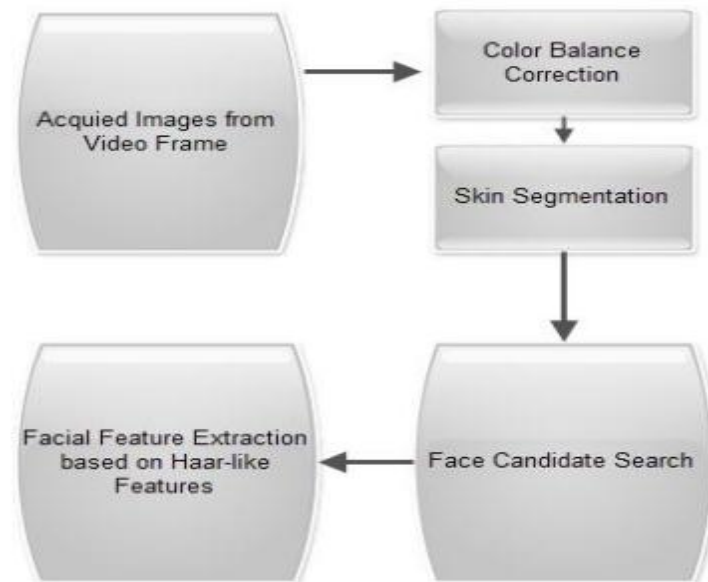 Acquied Images from
Video Frame
Color Balance
Correction
Skin Segmentation
Face Candidate Search
Facial Feature Extraction
based on Haar-like
Features